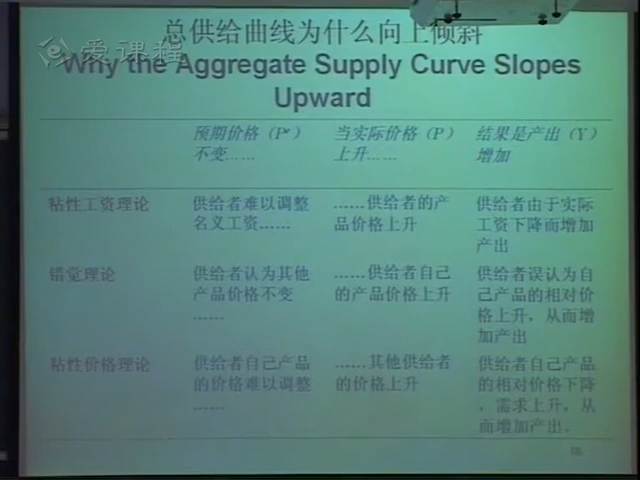 总供给曲线为什么向上倾斜
爱课程
Why the Aggregate Supply Curve Slopes
Upward
预期价格（Pe）
不变……
当实际价格（P）
上升……
结果是产出（Y）
增加
粘性工资理论
供给者难以调整
名义工资……
……供给者的产
品价格上升
供给者由于实际
工资下降而增加
产出
错觉理论
供给者认为其他
产品价格不变
……
……供给者自己
的产品价格上升
供给者误认为自
己产品的相对价
格上升，从而增
加产出
粘性价格理论
供给者自己产品
的价格难以调整
……
……其他供给者
的价格上升
供给者自己产品
的相对价格下降
，需求上升，从
而增加产出。